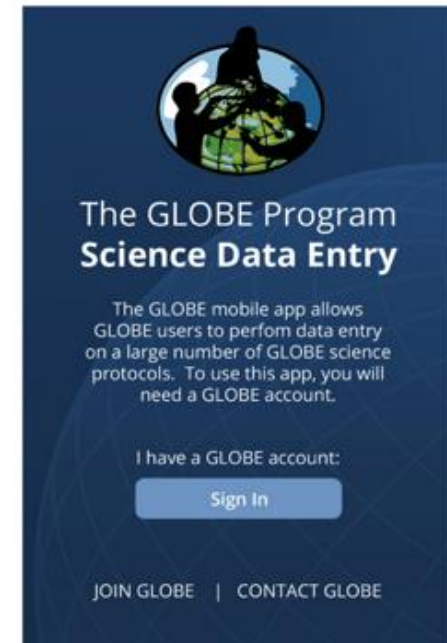 The GLOBE Program
Science Data Entry
The GLOBE mobile app allows
GLOBE users to perfom data entry
on a large number of GLOBE science
protocols. To use this app, you will
need a GLOBE account.
I have a GLOBE account:
Sign In
JOIN GLOBE | CONTACT GLOBE